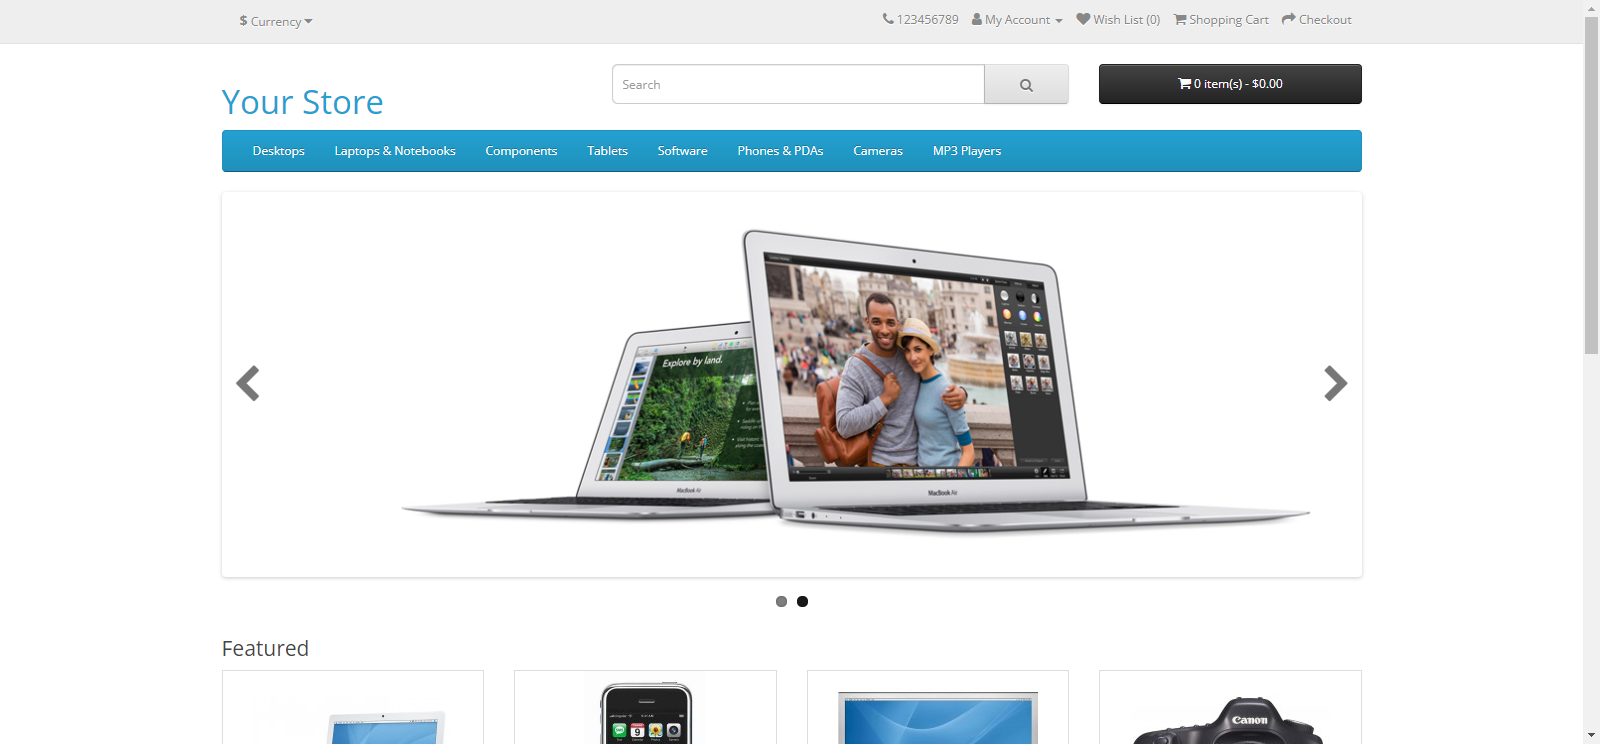 $ Currency
123456789 My Account Wish List (0) Shopping Cart Checkout
Your Store
Search
0 item(s) - $0.00
Desktops Laptops & Notebooks Components Tablets Software Phones & PDAs Cameras MP3 Players
Explore by land.
MacBook Air
MacBook Air
Featured
9
Canon